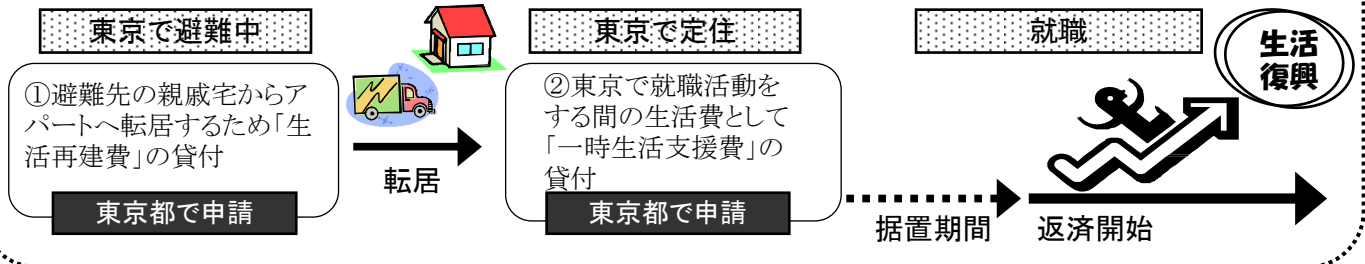 東京で避難中
①避難先の親戚宅からア
パートへ転居するため「生
活再建費」の貸付
東京都で申請
転居
東京で定住
②東京で就職活動を
する間の生活費として
「一時生活支援費」の
貸付
東京都で申請
据置期間
就職
返済開始
生活
復興